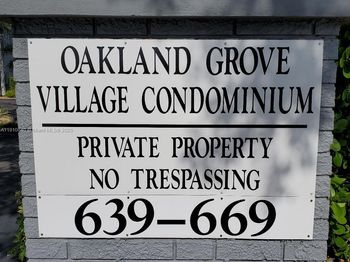 OAKLAND GROVE
VILLAGE CONDOMINIUM
PRIVATE PROPERTY
NO TRESPASSING
639–669